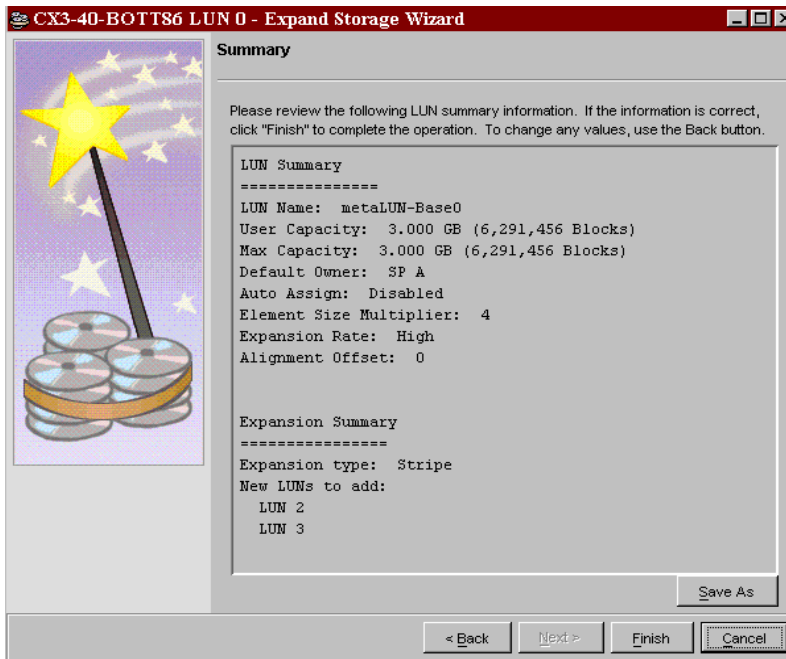 CX3-40-BOTT86 LUN 0 - Expand Storage Wizard
Summary
Please review the following LUN summary information. If the information is correct,
click "Finish" to complete the operation. To change any values, use the Back button.
LUN Summary
===============
LUN Name: metaLUN-Base0
User Capacity: 3.000 GB (6,291,456 Blocks)
Max Capacity: 3.000 GB (6,291,456 Blocks)
Default Owner: SP A
Auto Assign: Disabled
Element Size Multiplier: 4
Expansion Rate: High
Alignment Offset: 0
Expansion Summary
================
Expansion type: Stripe
New LUNs to add:
LUN 2
LUN 3
Save As
< Back Next > Finish Cancel